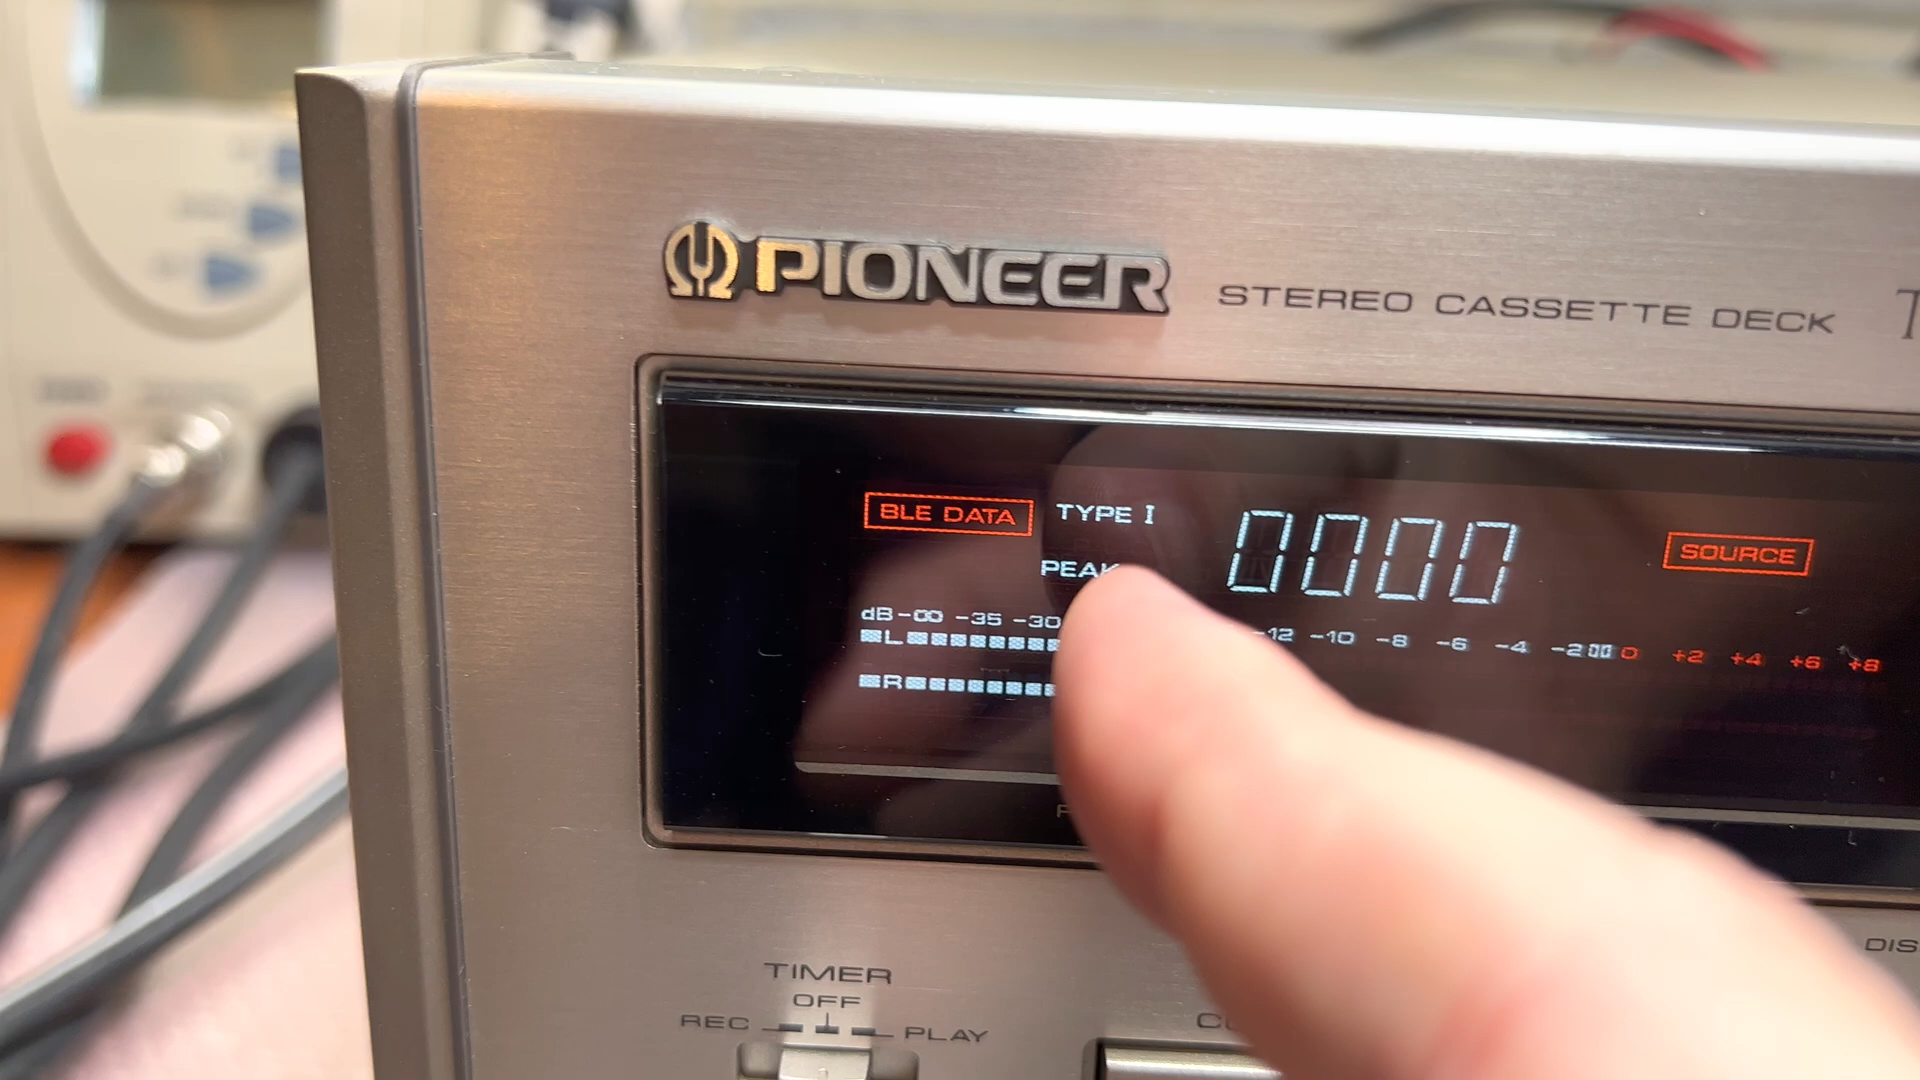 PIONEER
STEREO CASSETTE DECK T
BLE DATA TYPE I 0000 SOURCE
PEAK
dB -∞ -35 -30 -12 -10 -8 -6 -4 -2 0 +2 +4 +6 +8
L
R
DIS
TIMER
OFF
REC PLAY